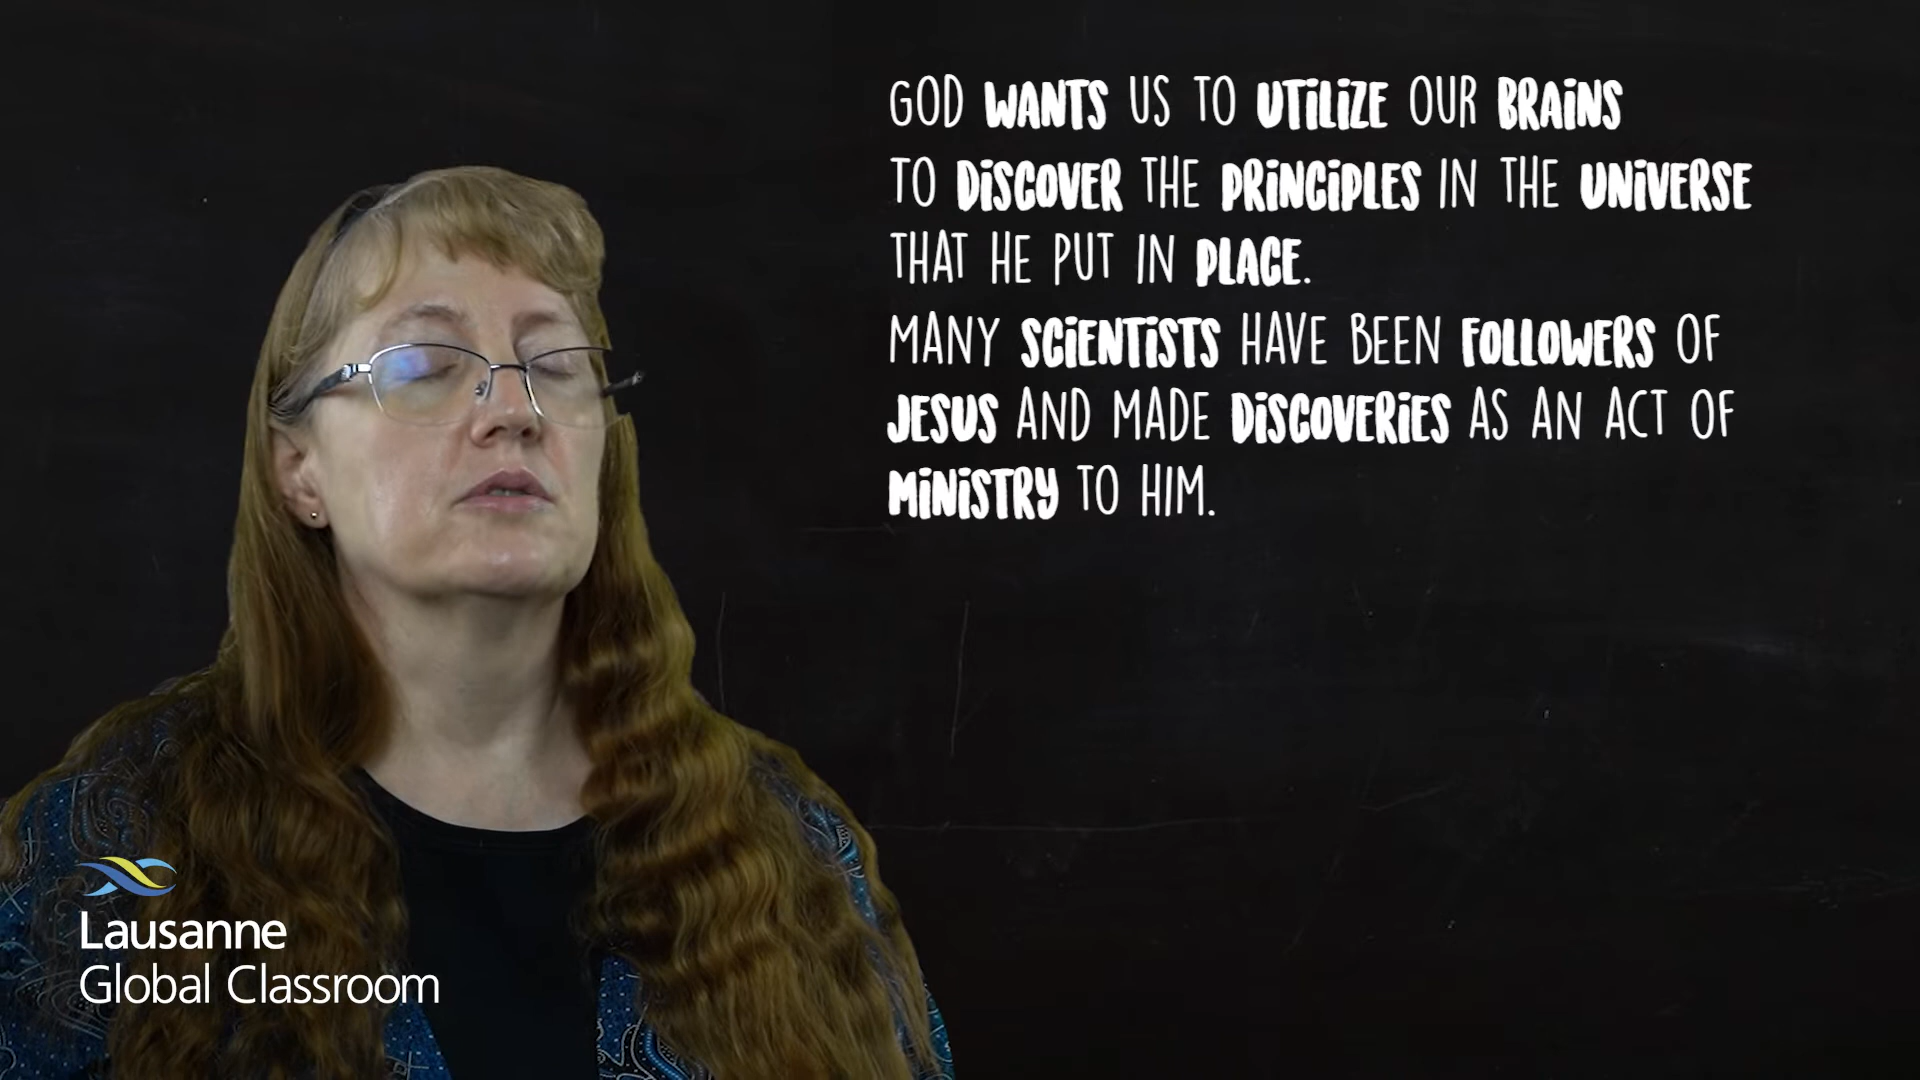 GOD WANTS US TO UTILIZE OUR BRAINS
TO DISCOVER THE PRINCIPLES IN THE UNIVERSE
THAT HE PUT IN PLACE.
MANY SCIENTISTS HAVE BEEN FOLLOWERS OF
JESUS AND MADE DISCOVERIES AS AN ACT OF
MINISTRY TO HIM.
Lausanne
Global Classroom